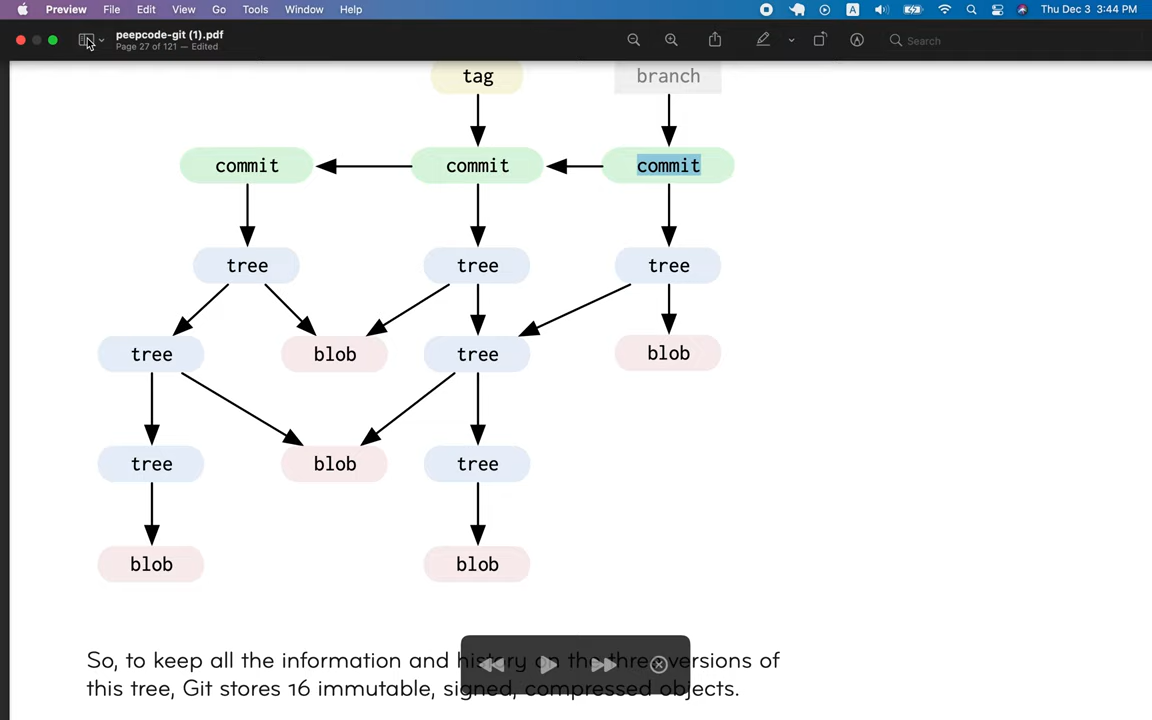 Preview File Edit View Go Tools Window Help A Thu Dec 3 3:44 PM
peepcode-git (1).pdf
Page 27 of 121 — Edited
Search
tag branch
commit commit commit
tree tree tree
tree blob tree blob
tree blob tree
blob blob
So, to keep all the information and history on the three versions of
this tree, Git stores 16 immutable, signed, compressed objects.